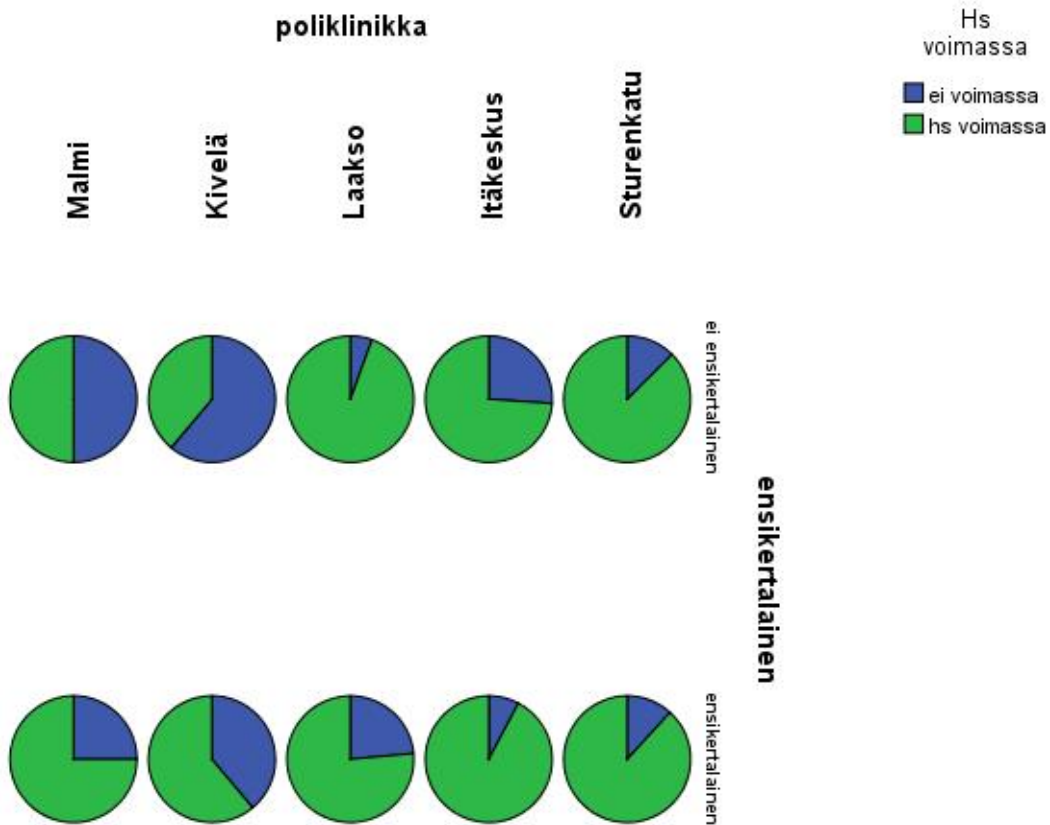 poliklinikka
Hs
voimassa
ei voimassa
hs voimassa
Malmi
Kivelä
Laakso
Itäkeskus
Sturenkatu
ei ensikertalainen
ensikertalainen
ensikertalainen